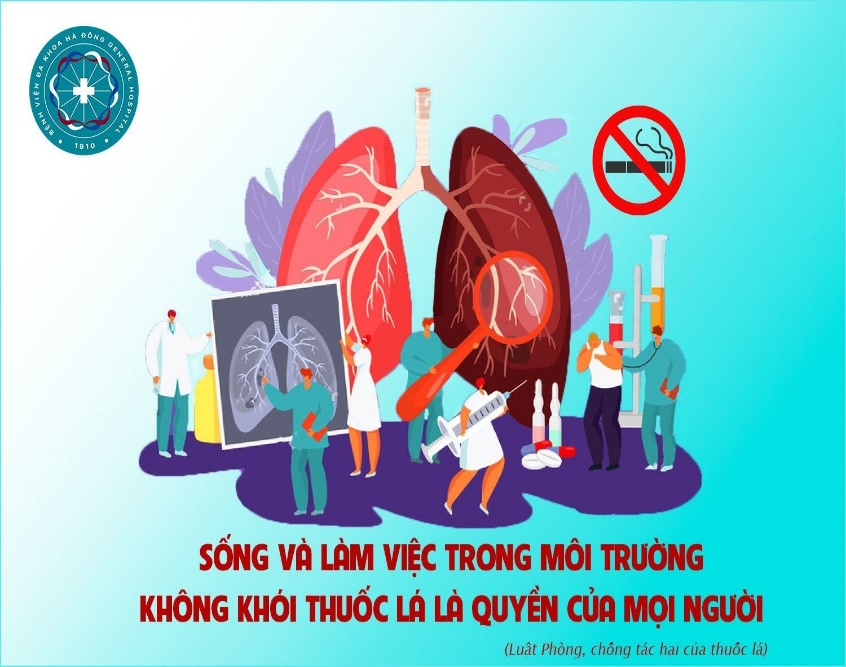 BỆNH VIỆN ĐA KHOA HÀ ĐÔNG GENERAL HOSPITAL
1910
SỐNG VÀ LÀM VIỆC TRONG MÔI TRƯỜNG
KHÔNG KHÓI THUỐC LÁ LÀ QUYỀN CỦA MỌI NGƯỜI
(Luật Phòng, chống tác hại của thuốc lá)